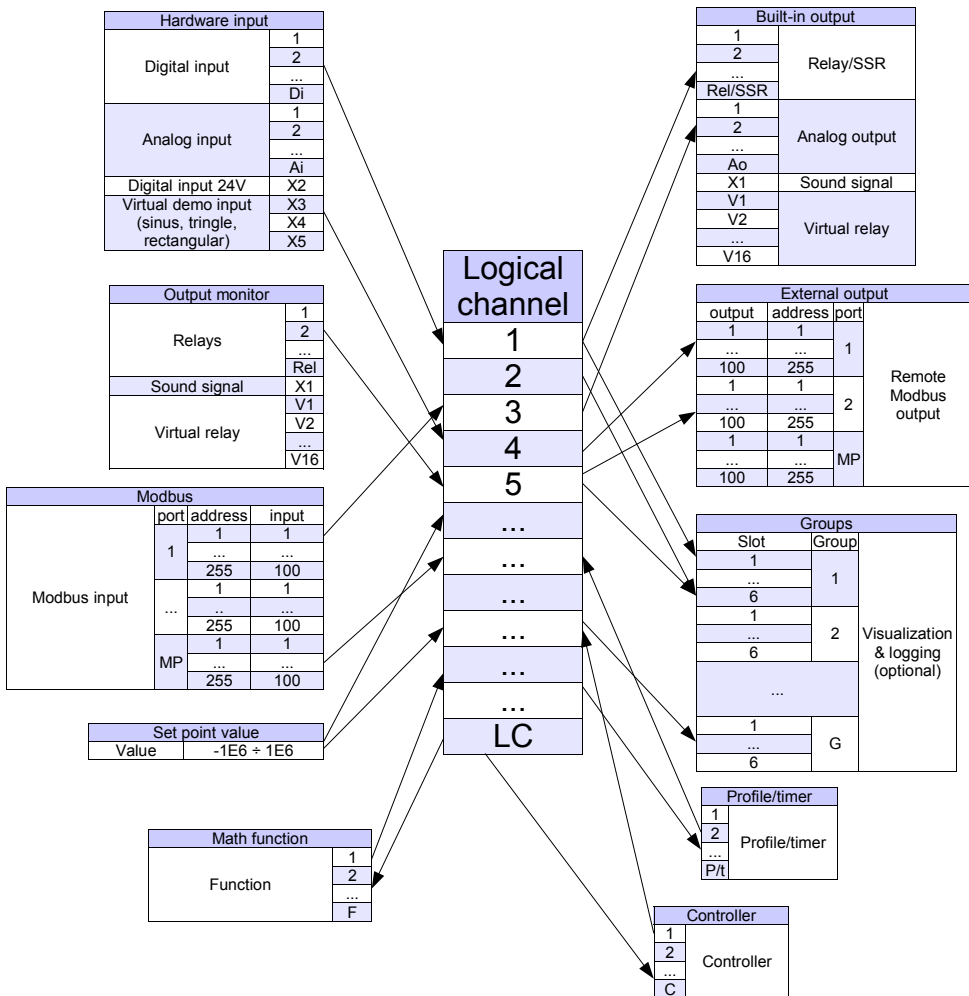 Hardware input
Digital input
1
2
...
Di
Analog input
1
2
...
Ai
Digital input 24V X2
Virtual demo input
(sinus, tringle,
rectangular)
X3
X4
X5
Output monitor
Relays
1
2
...
Rel
Sound signal X1
Virtual relay
V1
V2
...
V16
Modbus
port address input
Modbus input
1
1 1
... ...
255 100
...
1 1
.. ...
255 100
MP
1 1
... ...
255 100
Set point value
Value -1E6 ÷ 1E6
Math function
Function
1
2
...
F
Logical
channel
1
2
3
4
5
...
...
...
...
...
...
LC
Built-in output
1
2
...
Rel/SSR
Relay/SSR
1
2
...
Ao
Analog output
X1 Sound signal
V1
V2
...
V16
Virtual relay
External output
output address port
1 1
... ...
100 255
1
1 1
... ...
100 255
2
1 1
... ...
100 255
MP
Remote
Modbus
output
Groups
Slot Group
1
...
6
1
1
...
6
2
...
1
...
6
G
Visualization
& logging
(optional)
Profile/timer
1
2
...
P/t
Profile/timer
Controller
1
2
...
C
Controller